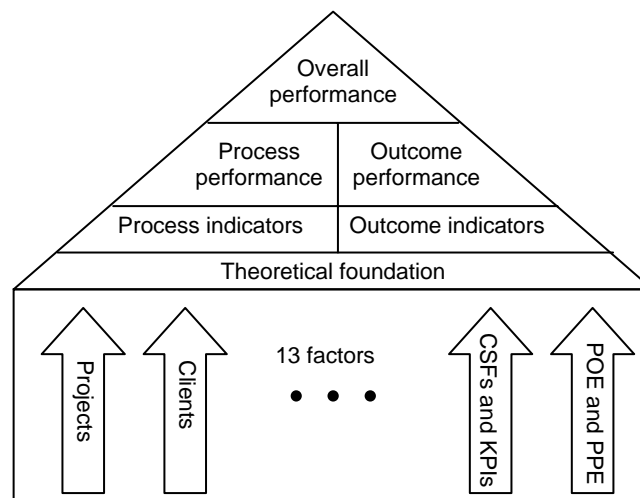 Overall
performance
Process
performance
Outcome
performance
Process indicators
Outcome indicators
Theoretical foundation
Projects
Clients
13 factors
CSFs and KPIs
POE and PPE